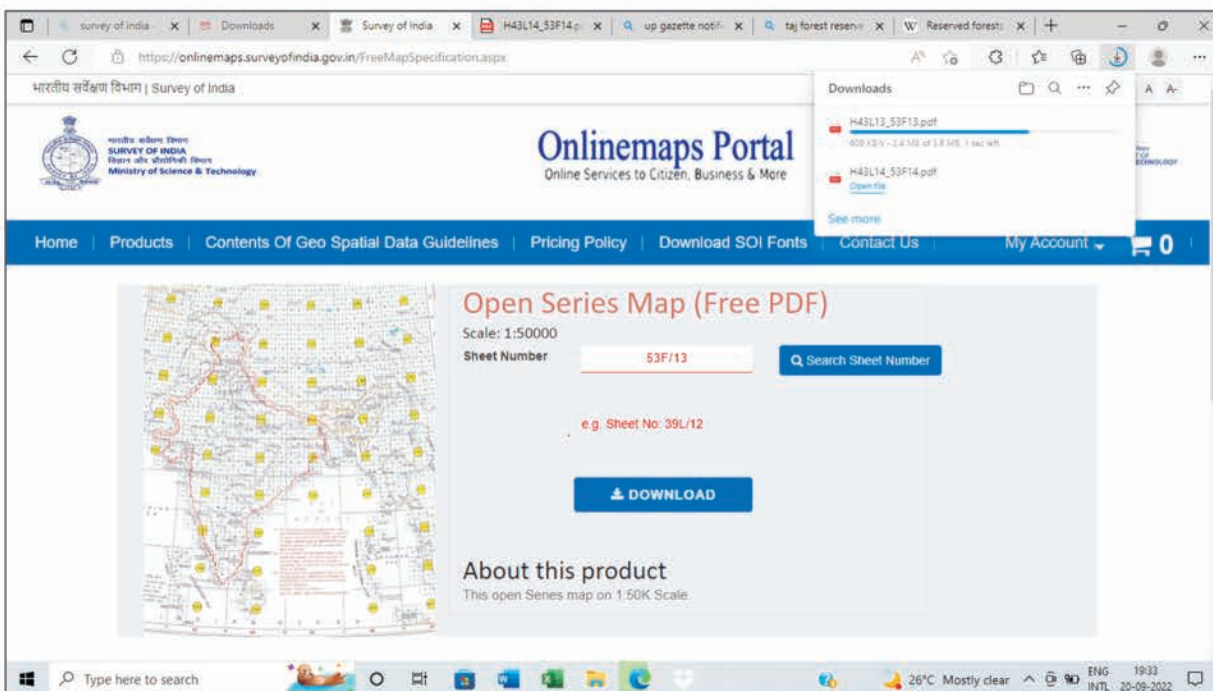 survey of india -
Downloads
Survey of India
H43L14_53F14.p
up gazette notifi
taj forest reserve
Reserved forests
https://onlinemaps.surveyofindia.gov.in/FreeMapSpecification.aspx
भारतीय सर्वेक्षण विभाग | Survey of India
A A-
Downloads
H43L13_53F13.pdf
H43L14_53F14.pdf
Open file
See more
भारतीय सर्वेक्षण विभाग
SURVEY OF INDIA
विज्ञान और प्रौद्योगिकी विभाग
Ministry of Science & Technology
Onlinemaps Portal
Online Services to Citizen, Business & More
Home | Products | Contents Of Geo Spatial Data Guidelines | Pricing Policy | Download SOI Fonts | Contact Us | My Account 0
Open Series Map (Free PDF)
Scale: 1:50000
Sheet Number 53F/13 Search Sheet Number
e.g. Sheet No: 39L/12
DOWNLOAD
About this product
This open Series map on 1:50K Scale.
Type here to search
26°C Mostly clear
ENG
INTL
19:33
20-09-2022